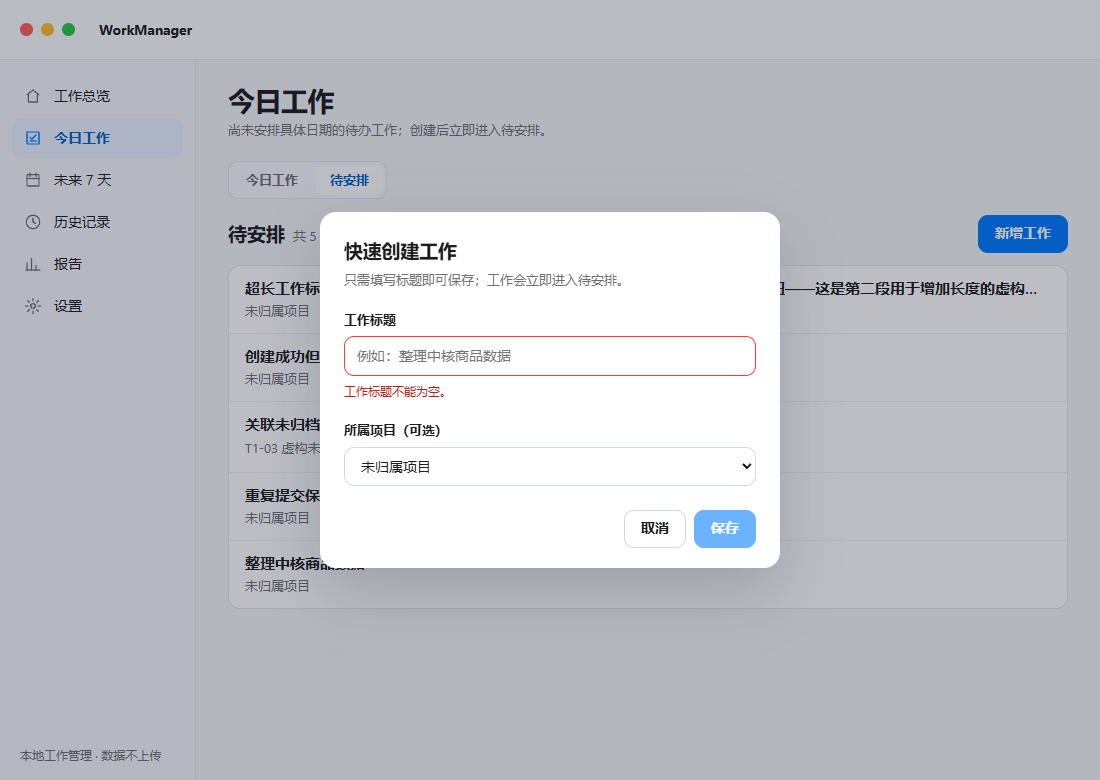 WorkManager
工作总览
今日工作
未来 7 天
历史记录
报告
设置
本地工作管理 · 数据不上传
今日工作
尚未安排具体日期的待办工作；创建后立即进入待安排。
今日工作
待安排
待安排 共 5
新增工作
超长工作标
——这是第二段用于增加长度的虚构...
未归属项目
创建成功但
未归属项目
关联未归档
T1-03 虚构未
重复提交保
未归属项目
整理中核商品数据
未归属项目
快速创建工作
只需填写标题即可保存；工作会立即进入待安排。
工作标题
例如：整理中核商品数据
工作标题不能为空。
所属项目（可选）
未归属项目
取消
保存